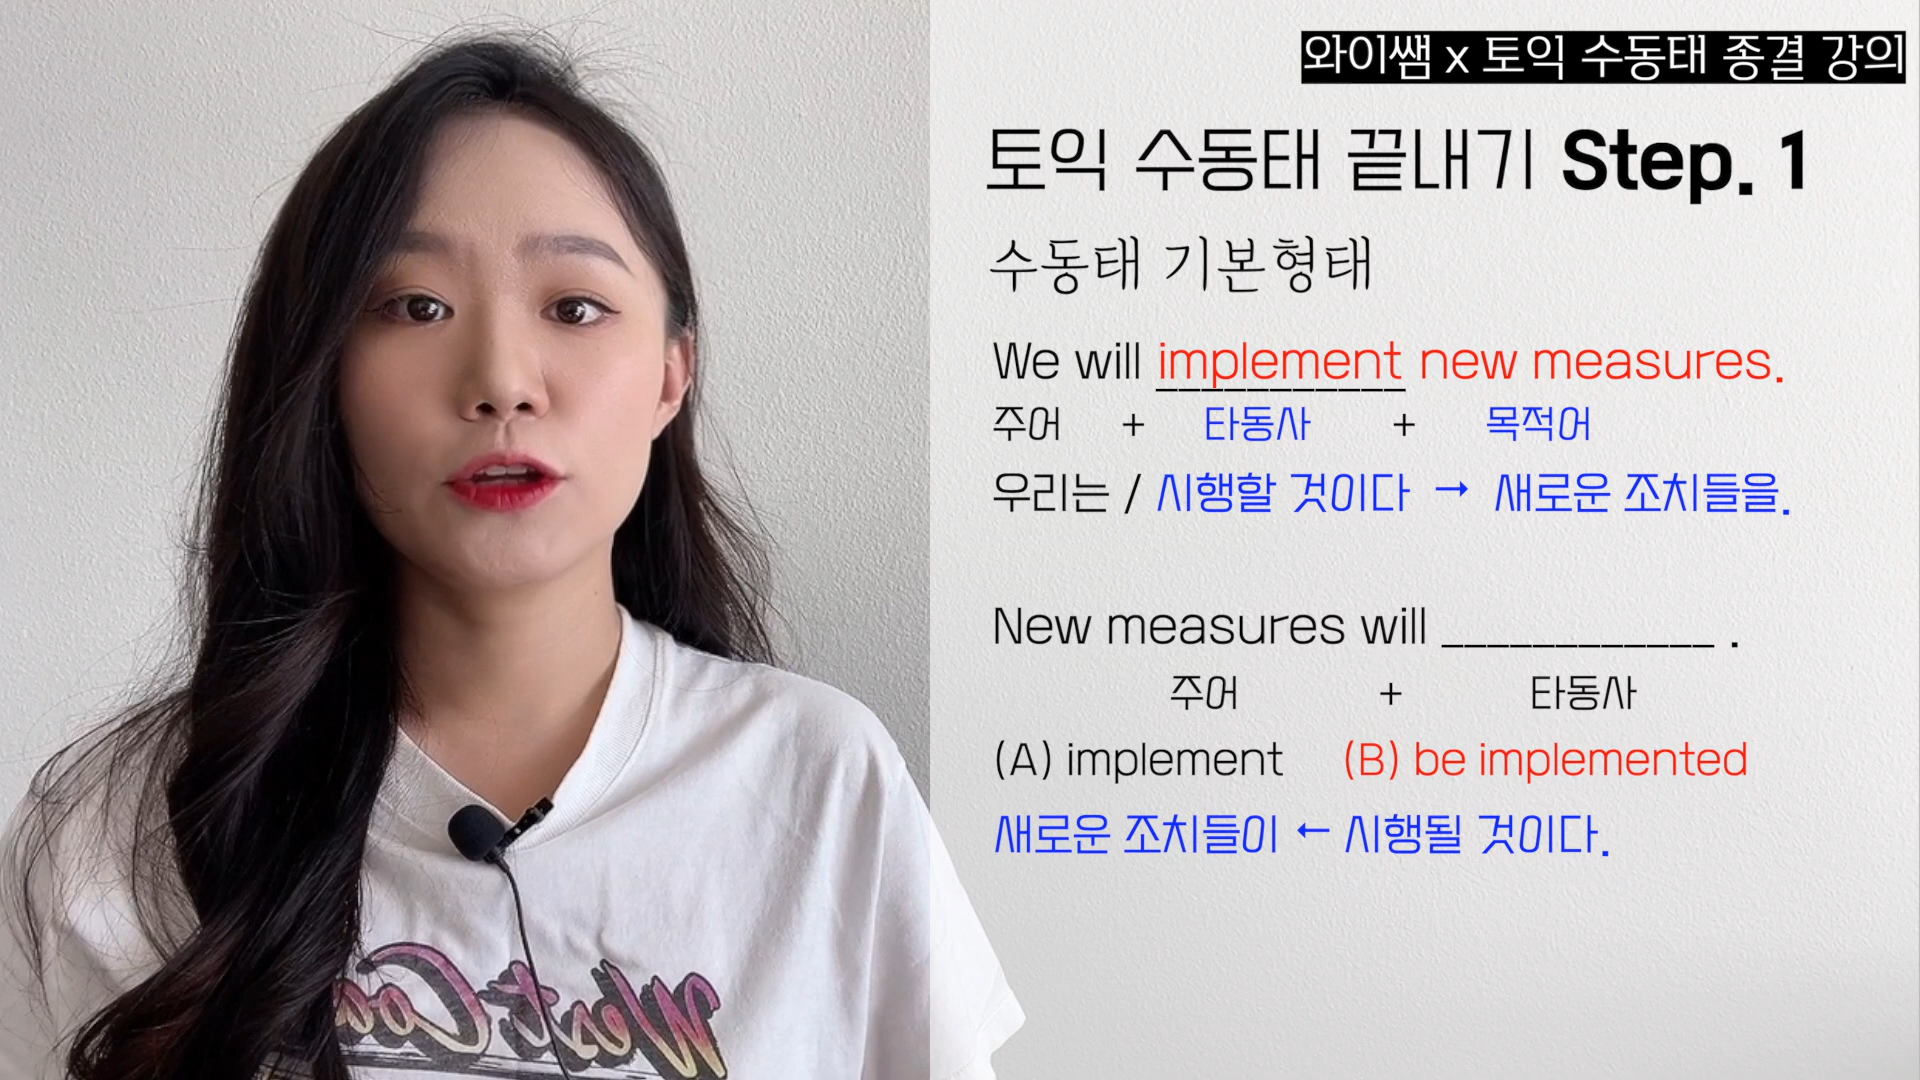 와이쌤 x 토익 수동태 종결 강의
토익 수동태 끝내기 Step. 1
수동태 기본형태
We will implement new measures.
주어 + 타동사 + 목적어
우리는 / 시행할 것이다 → 새로운 조치들을.
New measures will ____________ .
주어 + 타동사
(A) implement (B) be implemented
새로운 조치들이 ← 시행될 것이다.
West Coa